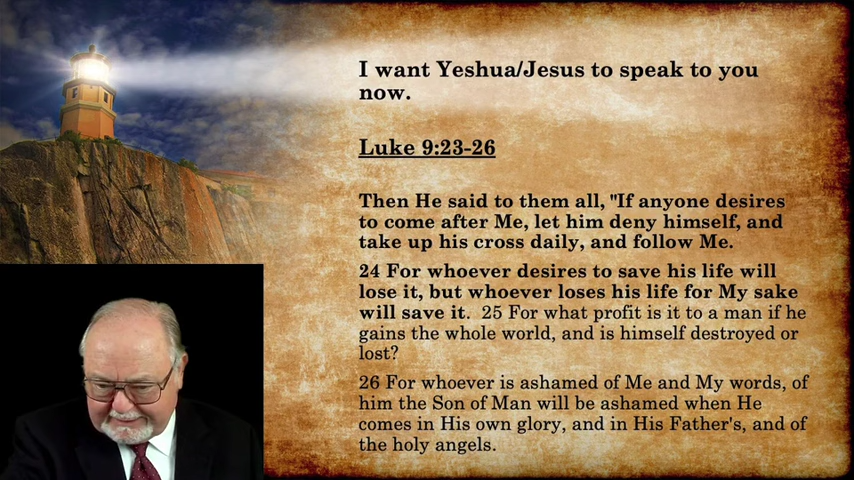 I want Yeshua/Jesus to speak to you
now.
Luke 9:23-26
Then He said to them all, "If anyone desires
to come after Me, let him deny himself, and
take up his cross daily, and follow Me.
24 For whoever desires to save his life will
lose it, but whoever loses his life for My sake
will save it. 25 For what profit is it to a man if he
gains the whole world, and is himself destroyed or
lost?
26 For whoever is ashamed of Me and My words, of
him the Son of Man will be ashamed when He
comes in His own glory, and in His Father's, and of
the holy angels.